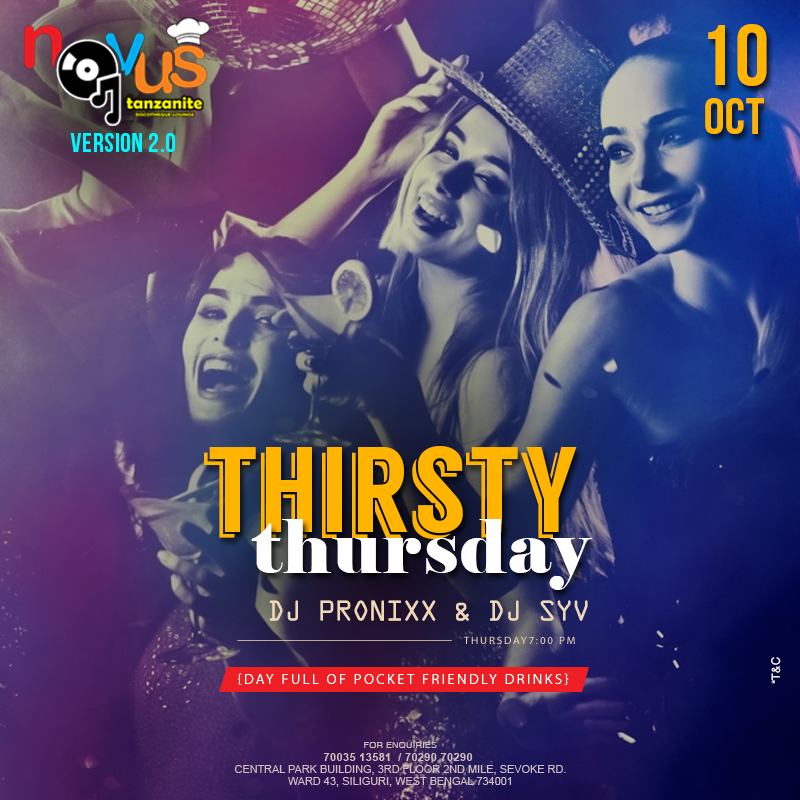 novus
tanzanite
DISCOTHEQUE LOUNGE
VERSION 2.0
10
OCT
THIRSTY
thursday
DJ PRONIXX & DJ SYV
THURSDAY7:00 PM
{DAY FULL OF POCKET FRIENDLY DRINKS}
*T&C
FOR ENQUIRIES
70035 13581 / 70290 70290
CENTRAL PARK BUILDING, 3RD FLOOR 2ND MILE, SEVOKE RD.
WARD 43, SILIGURI, WEST BENGAL 734001